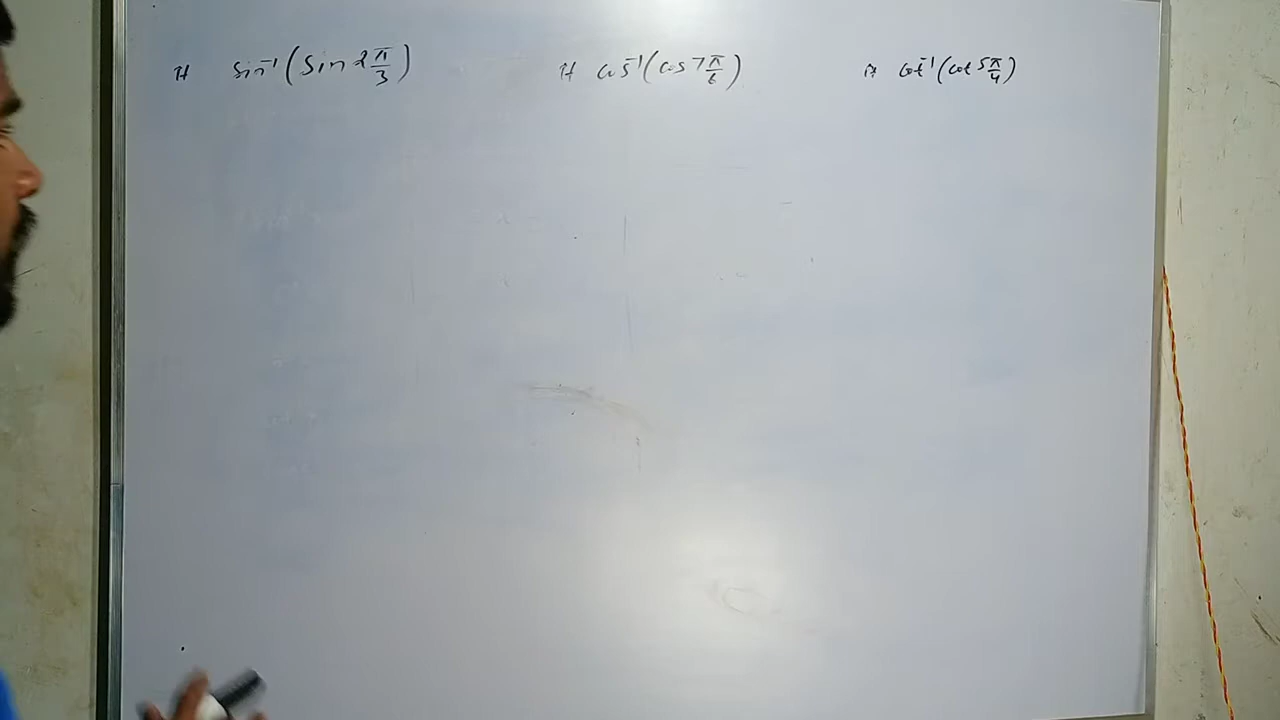 # sin⁻¹(sin 2π/3)
# cos⁻¹(cos 7π/6)
# cot⁻¹(cot 5π/4)